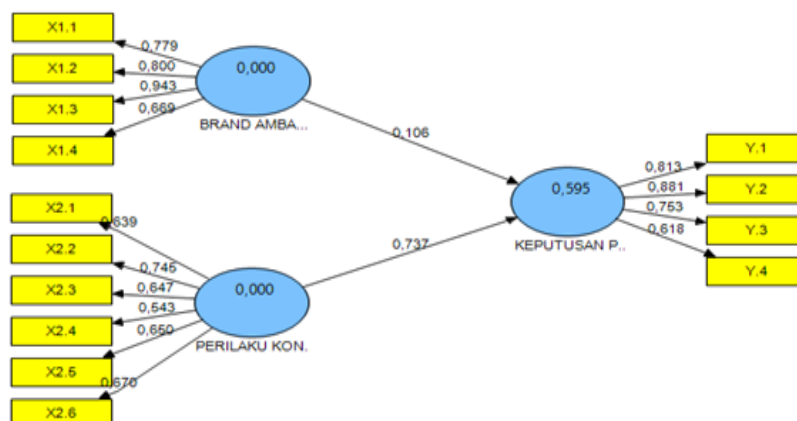 X1.1
0,779
X1.2
0,800
X1.3
0,943
X1.4
0,669
0,000
BRAND AMBA...
0,106
X2.1
0,639
X2.2
0,745
X2.3
0,647
X2.4
0,543
X2.5
0,650
X2.6
0,670
0,000
PERILAKU KON.
0,737
0,595
KEPUTUSAN P..
Y.1
0,813
Y.2
0,881
Y.3
0,753
Y.4
0,618